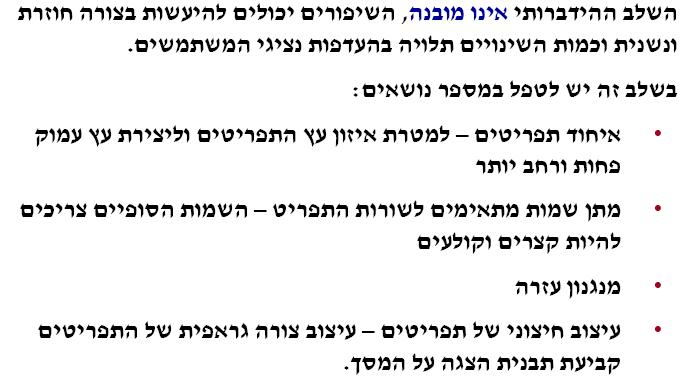 השלב ההידברותי אינו מובנה, השיפורים יכולים להיעשות בצורה חוזרת
ונשנית וכמות השינויים תלויה בהעדפות נציגי המשתמשים.
בשלב זה יש לטפל במספר נושאים:
• איחוד תפריטים – למטרת איזון עץ התפריטים וליצירת עץ עמוק
פחות ורחב יותר
• מתן שמות מתאימים לשורות התפריט – השמות הסופיים צריכים
להיות קצרים וקולעים
• מנגנון עזרה
• עיצוב חיצוני של תפריטים – עיצוב צורה גראפית של התפריטים
קביעת תבנית הצגה על המסך.